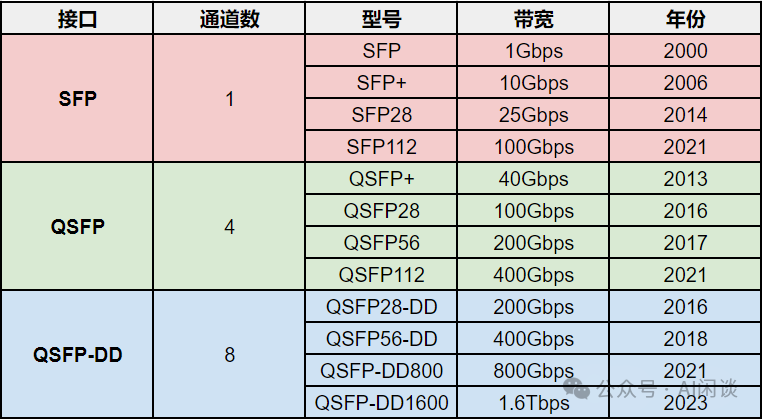 接口 通道数 型号 带宽 年份
SFP 1Gbps 2000
SFP+ 10Gbps 2006
SFP 1
SFP28 25Gbps 2014
SFP112 100Gbps 2021
QSFP+ 40Gbps 2013
QSFP28 100Gbps 2016
QSFP 4
QSFP56 200Gbps 2017
QSFP112 400Gbps 2021
QSFP28-DD 200Gbps 2016
QSFP56-DD 400Gbps 2018
QSFP-DD 8
QSFP-DD800 800Gbps 2021
QSFP-DD1600 1.6Tbps 2023
公众号·AI闲谈